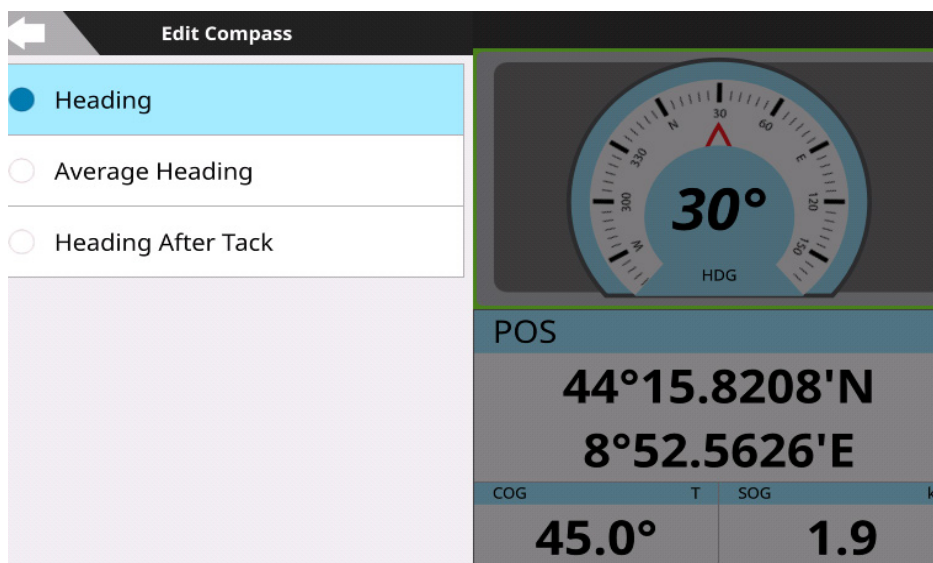 Edit Compass
Heading
Average Heading
Heading After Tack
W
300
330
N
30
60
E
120
150
30°
HDG
POS
44°15.8208'N
8°52.5626'E
COG T SOG k
45.0° 1.9